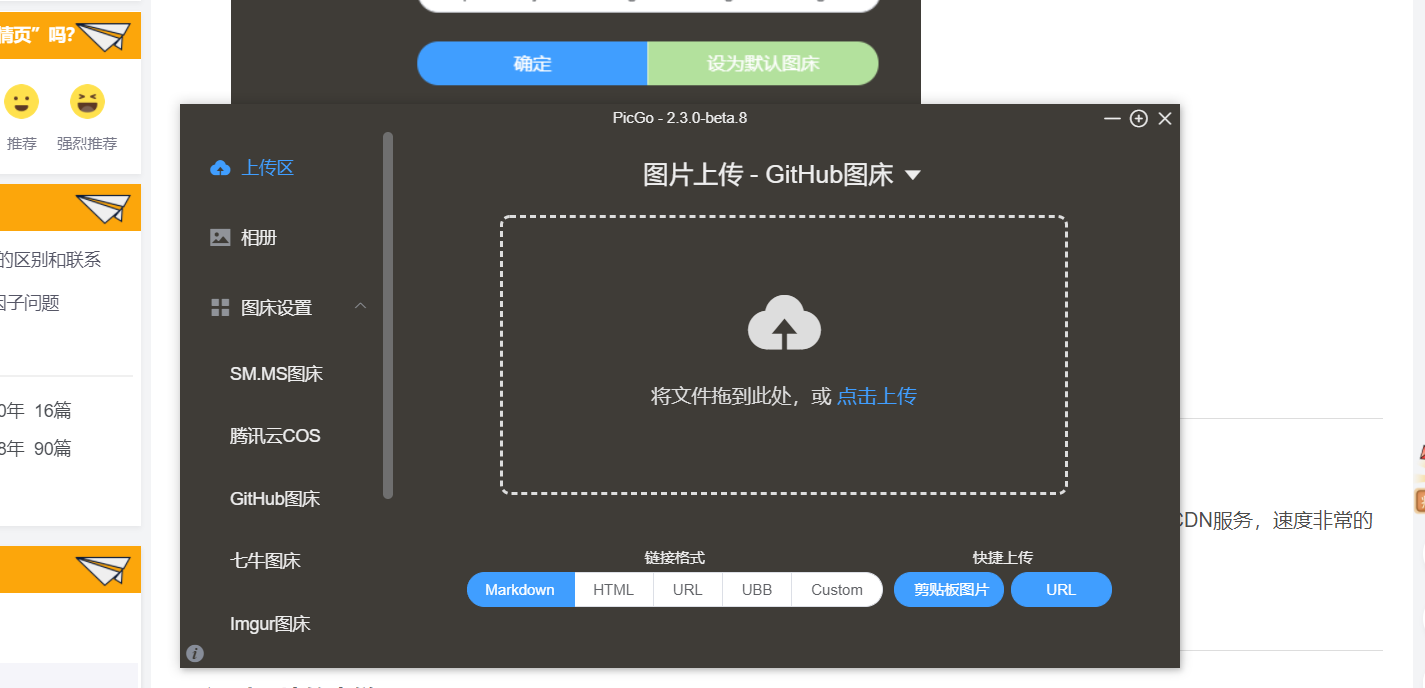 情页”吗?
推荐
强烈推荐
的区别和联系
因子问题
0年 16篇
8年 90篇
确定
设为默认图床
PicGo - 2.3.0-beta.8
上传区
相册
图床设置
SM.MS图床
腾讯云COS
GitHub图床
七牛图床
Imgur图床
图片上传 - GitHub图床
将文件拖到此处，或 点击上传
链接格式
Markdown
HTML
URL
UBB
Custom
快捷上传
剪贴板图片
URL
CDN服务，速度非常的